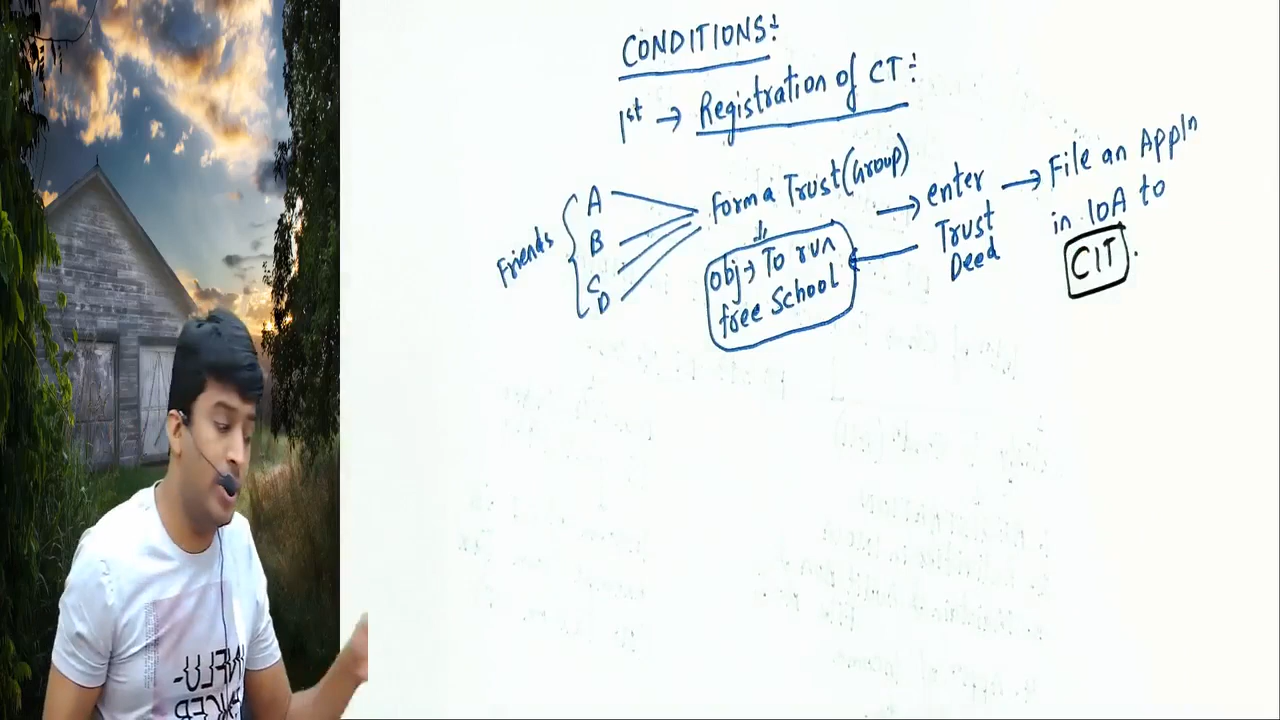 CONDITIONS:
1st → Registration of CT:
Friends { A B C D
Form a Trust (Group)
obj → To run
free School
→ enter
Trust
Deed
→ File an Appln
in 10A to
CIT.